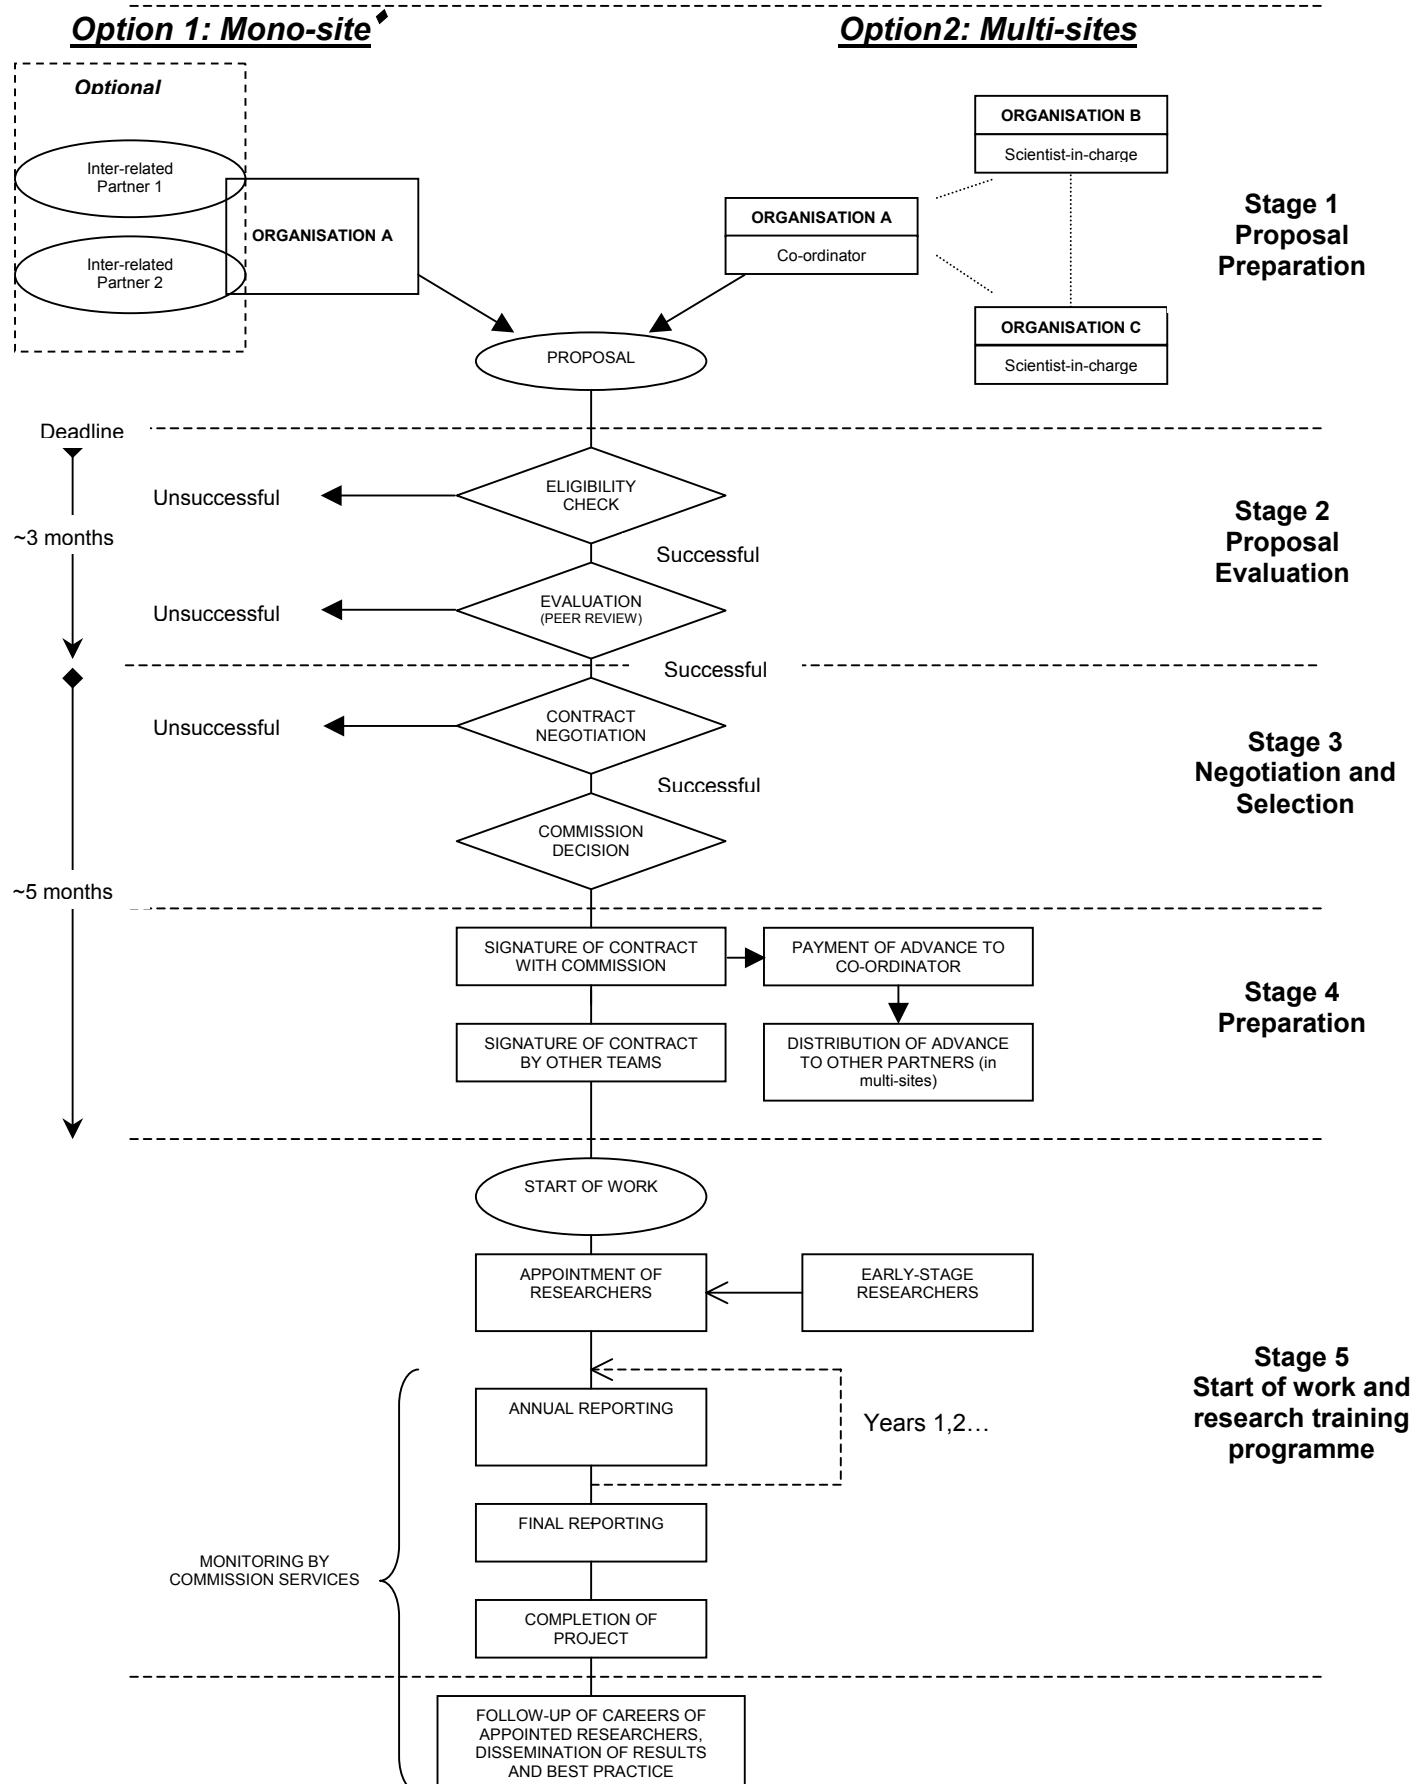 Option 1: Mono-site
Option2: Multi-sites
Optional
Inter-related
Partner 1
Inter-related
Partner 2
ORGANISATION A
ORGANISATION B
Scientist-in-charge
ORGANISATION A
Co-ordinator
ORGANISATION C
Scientist-in-charge
Stage 1
Proposal
Preparation
PROPOSAL
Deadline
~3 months
Unsuccessful
ELIGIBILITY
CHECK
Successful
Unsuccessful
EVALUATION
(PEER REVIEW)
Stage 2
Proposal
Evaluation
Successful
Unsuccessful
CONTRACT
NEGOTIATION
Successful
COMMISSION
DECISION
Stage 3
Negotiation and
Selection
~5 months
SIGNATURE OF CONTRACT
WITH COMMISSION
PAYMENT OF ADVANCE TO
CO-ORDINATOR
SIGNATURE OF CONTRACT
BY OTHER TEAMS
DISTRIBUTION OF ADVANCE
TO OTHER PARTNERS (in
multi-sites)
Stage 4
Preparation
START OF WORK
APPOINTMENT OF
RESEARCHERS
EARLY-STAGE
RESEARCHERS
ANNUAL REPORTING
Years 1,2…
Stage 5
Start of work and
research training
programme
FINAL REPORTING
MONITORING BY
COMMISSION SERVICES
COMPLETION OF
PROJECT
FOLLOW-UP OF CAREERS OF
APPOINTED RESEARCHERS,
DISSEMINATION OF RESULTS
AND BEST PRACTICE